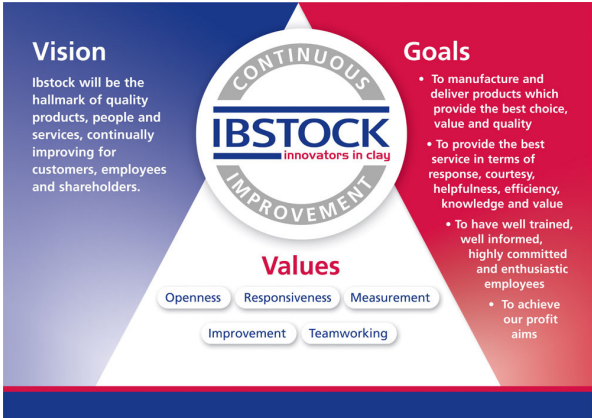 Vision
Ibstock will be the
hallmark of quality
products, people and
services, continually
improving for
customers, employees
and shareholders.
CONTINUOUS
IBSTOCK
innovators in clay
IMPROVEMENT
Goals
• To manufacture and
deliver products which
provide the best choice,
value and quality
• To provide the best
service in terms of
response, courtesy,
helpfulness, efficiency,
knowledge and value
• To have well trained,
well informed,
highly committed
and enthusiastic
employees
• To achieve
our profit
aims
Values
Openness Responsiveness Measurement
Improvement Teamworking